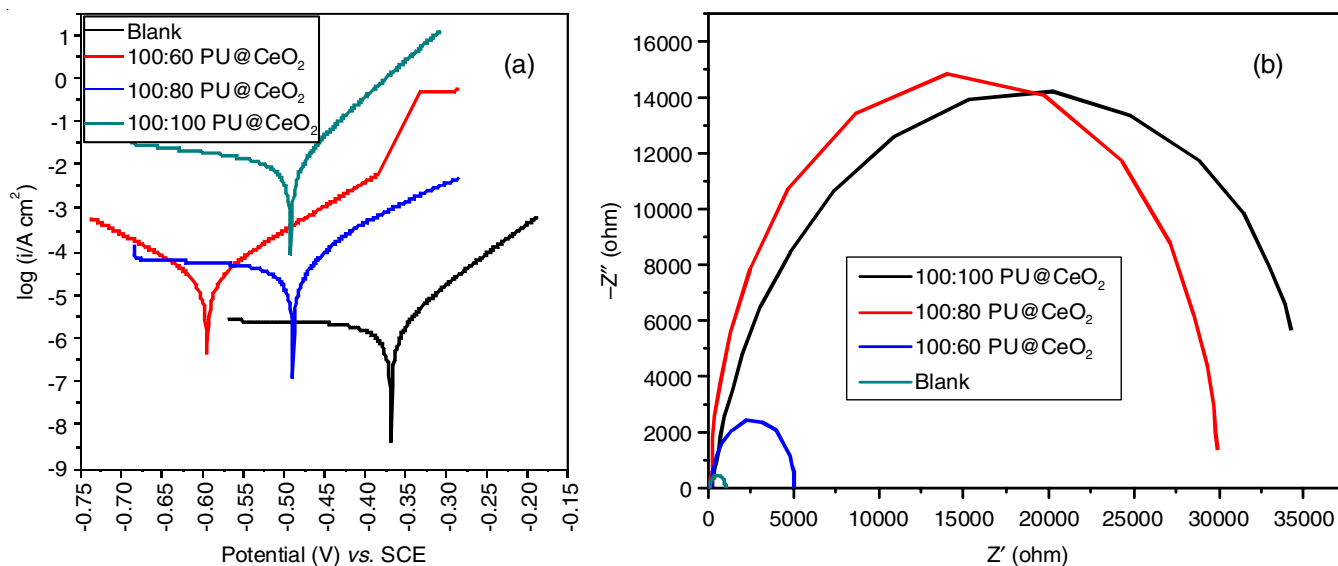 Blank
100:60 PU@CeO₂
100:80 PU@CeO₂
100:100 PU@CeO₂
(a)
1
0
-1
-2
-3
-4
-5
-6
-7
-8
-9
log (i/A cm²)
-0.75
-0.70
-0.65
-0.60
-0.55
-0.50
-0.45
-0.40
-0.35
-0.30
-0.25
-0.20
-0.15
Potential (V) vs. SCE
(b)
16000
14000
12000
10000
8000
6000
4000
2000
0
–Z″ (ohm)
100:100 PU@CeO₂
100:80 PU@CeO₂
100:60 PU@CeO₂
Blank
0 5000 10000 15000 20000 25000 30000 35000
Z′ (ohm)